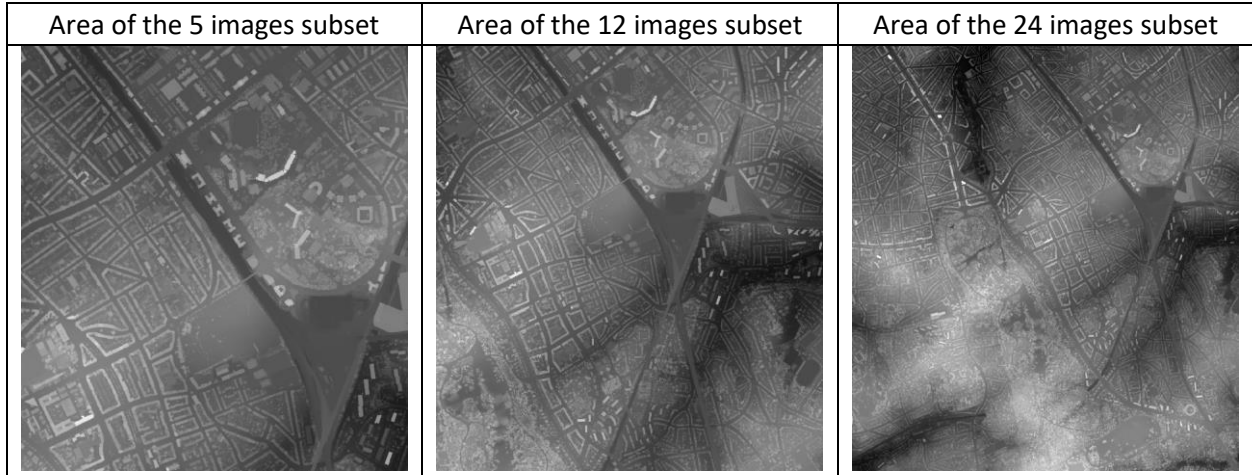 Area of the 5 images subset
Area of the 12 images subset
Area of the 24 images subset